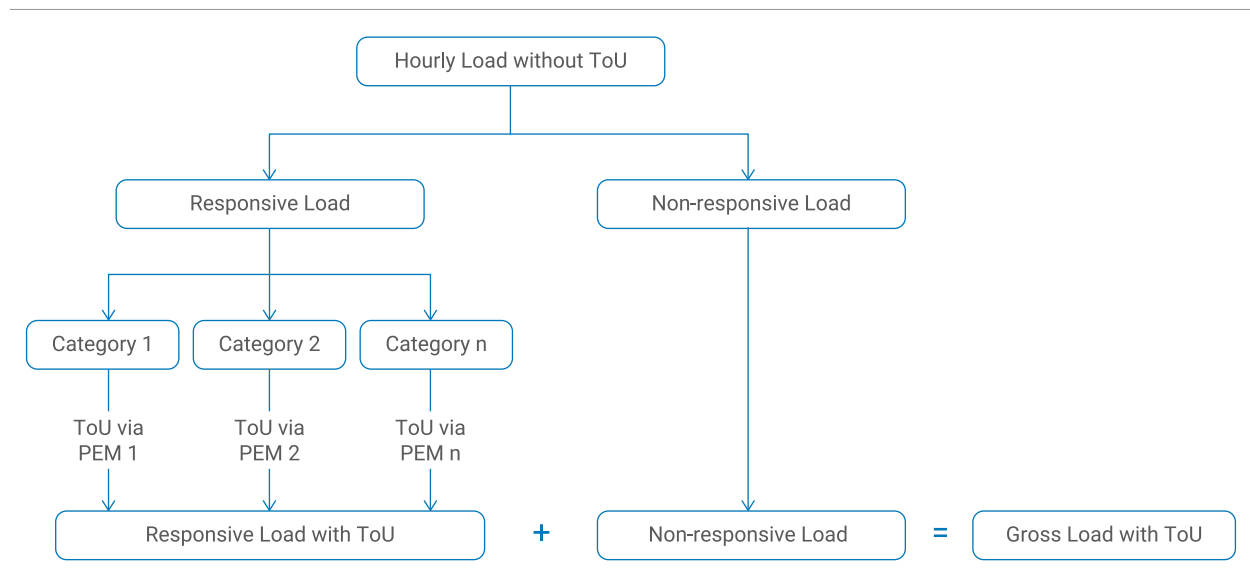 Hourly Load without ToU
Responsive Load
Non-responsive Load
Category 1
Category 2
Category n
ToU via
PEM 1
ToU via
PEM 2
ToU via
PEM n
Responsive Load with ToU
+
Non-responsive Load
=
Gross Load with ToU